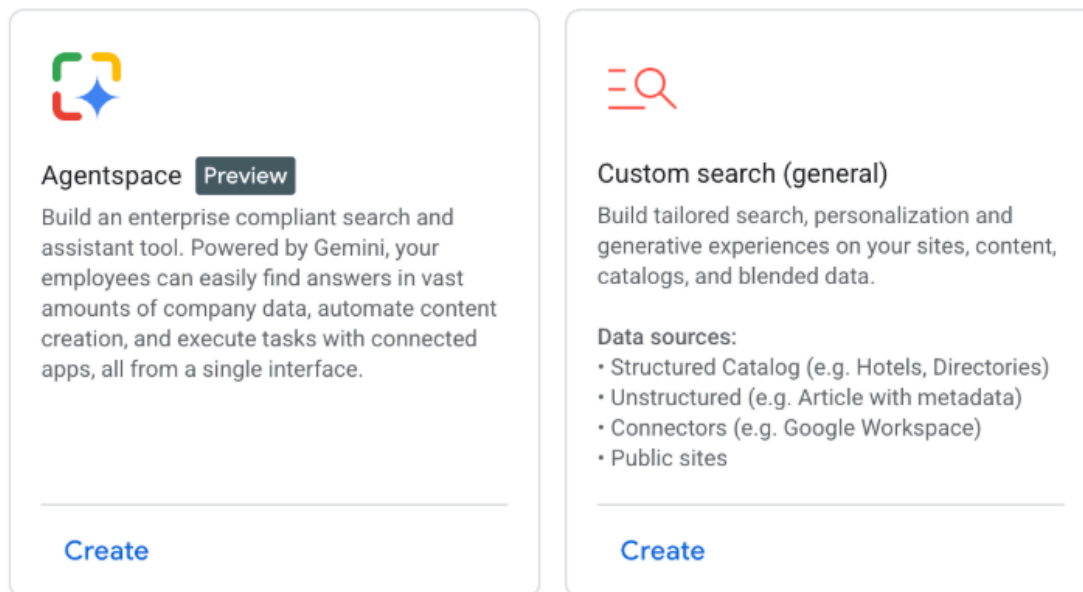 Agentspace Preview
Build an enterprise compliant search and
assistant tool. Powered by Gemini, your
employees can easily find answers in vast
amounts of company data, automate content
creation, and execute tasks with connected
apps, all from a single interface.
Create
Custom search (general)
Build tailored search, personalization and
generative experiences on your sites, content,
catalogs, and blended data.
Data sources:
• Structured Catalog (e.g. Hotels, Directories)
• Unstructured (e.g. Article with metadata)
• Connectors (e.g. Google Workspace)
• Public sites
Create